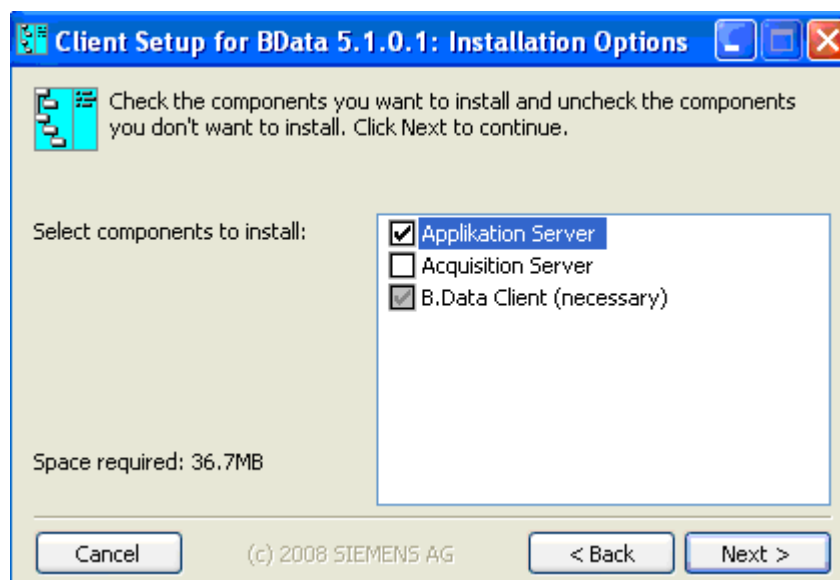 Client Setup for BData 5.1.0.1: Installation Options
Check the components you want to install and uncheck the components
you don't want to install. Click Next to continue.
Select components to install:
Applikation Server
Acquisition Server
B.Data Client (necessary)
Space required: 36.7MB
Cancel
(c) 2008 SIEMENS AG
< Back
Next >